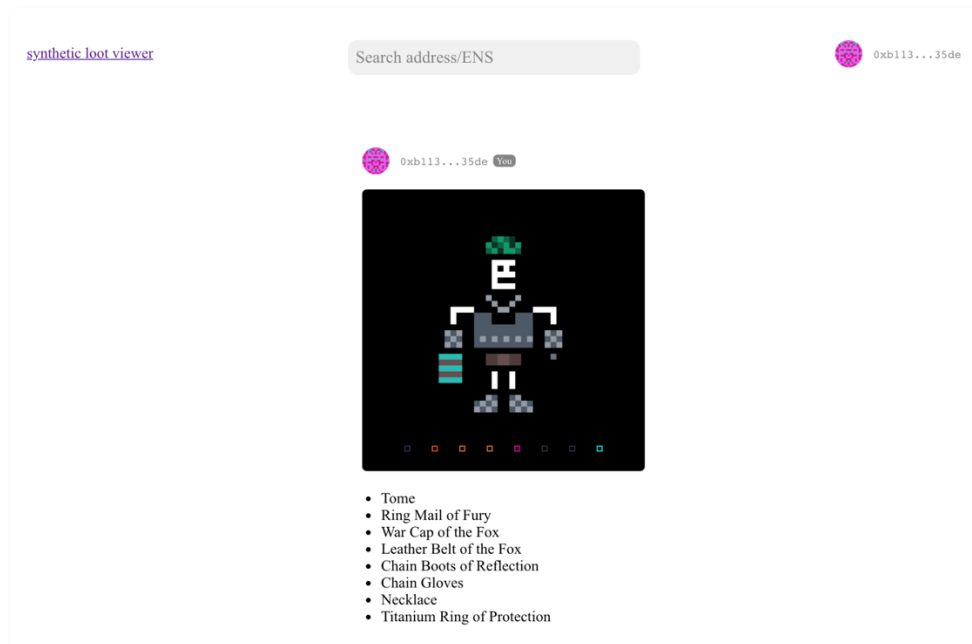 synthetic loot viewer
Search address/ENS
0xb113...35de
0xb113...35de You
Tome
Ring Mail of Fury
War Cap of the Fox
Leather Belt of the Fox
Chain Boots of Reflection
Chain Gloves
Necklace
Titanium Ring of Protection